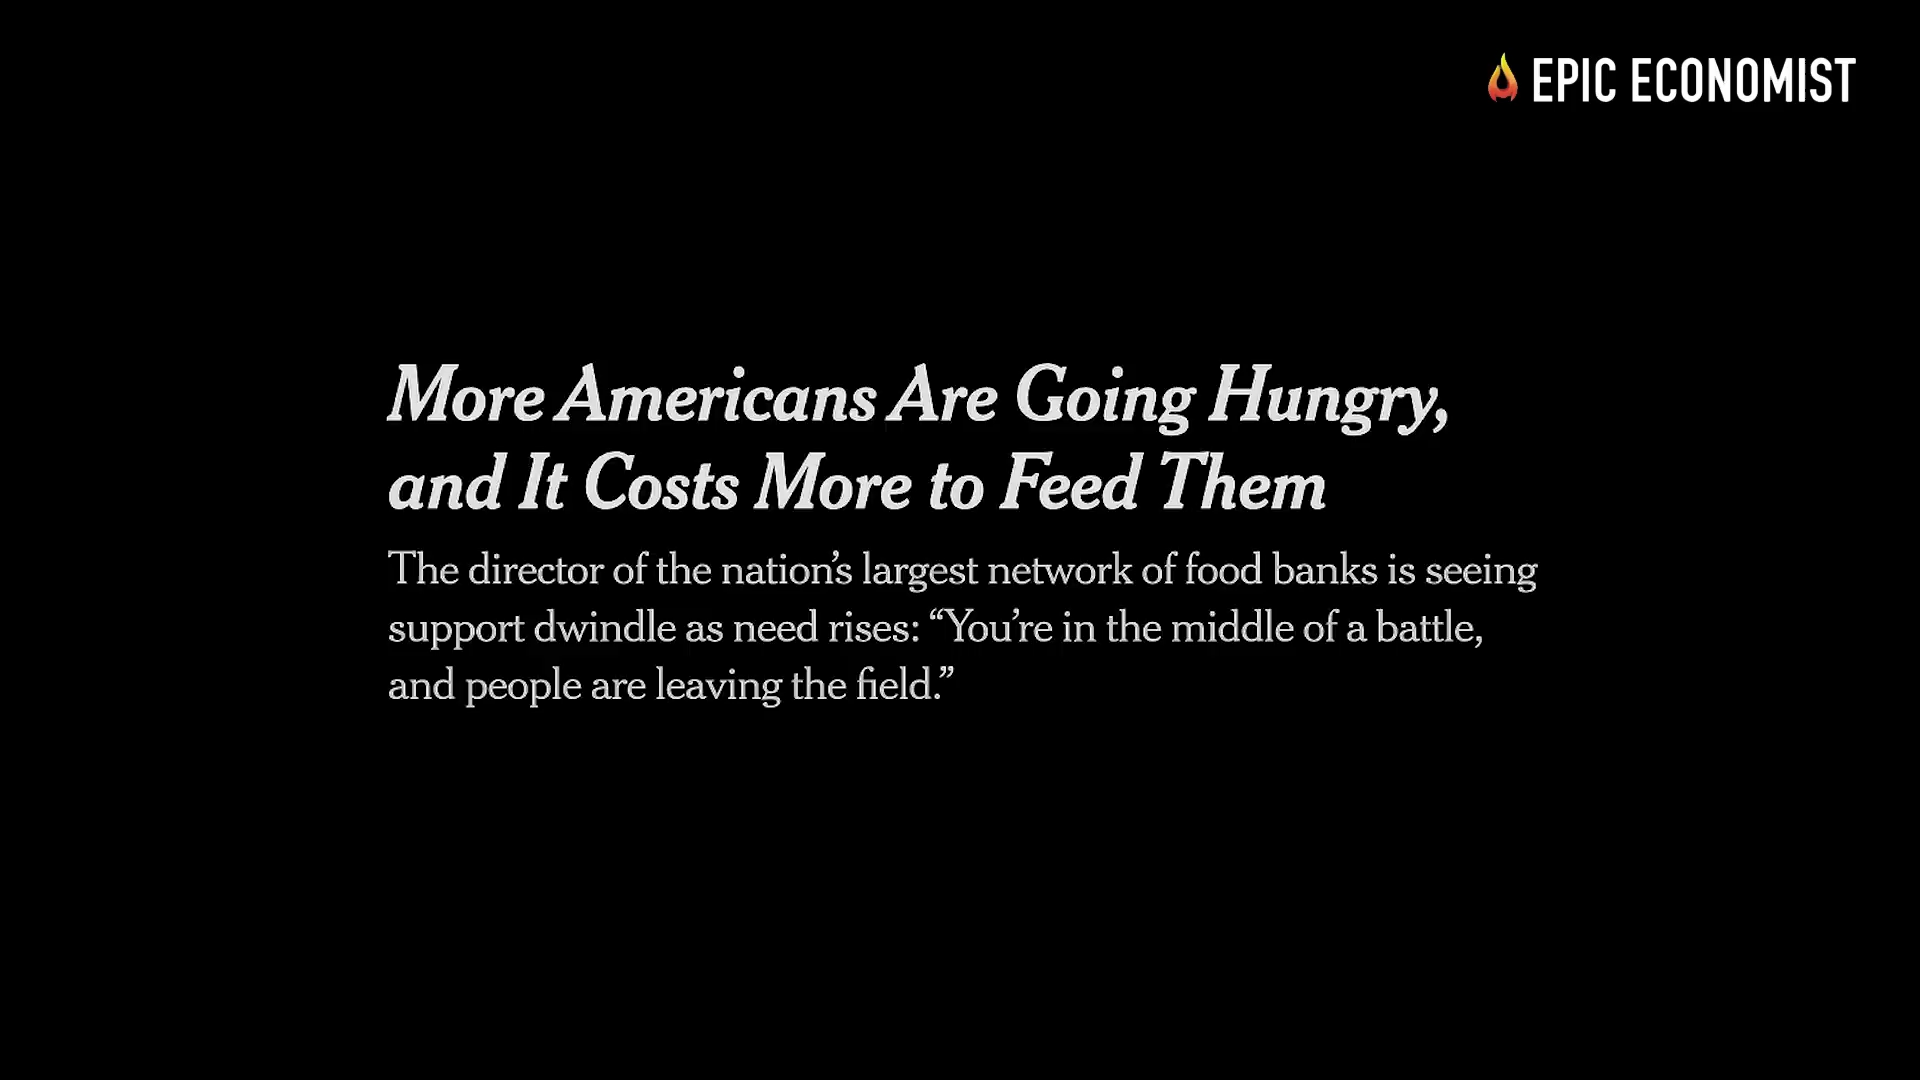 EPIC ECONOMIST
More Americans Are Going Hungry,
and It Costs More to Feed Them
The director of the nation’s largest network of food banks is seeing
support dwindle as need rises: “You’re in the middle of a battle,
and people are leaving the field.”